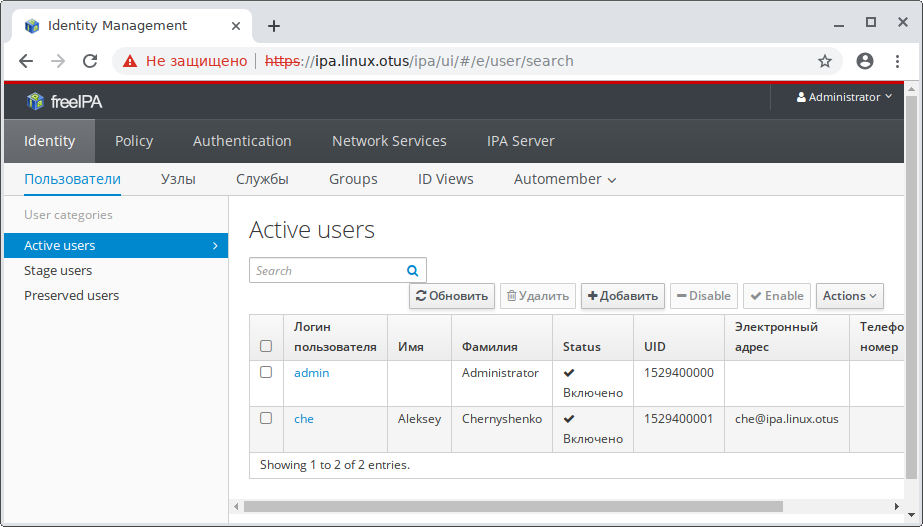 Identity Management
Не защищено
https://ipa.linux.otus/ipa/ui/#/e/user/search
freeIPA
Administrator
Identity Policy Authentication Network Services IPA Server
Пользователи Узлы Службы Groups ID Views Automember
User categories
Active users
Stage users
Preserved users
Active users
Search
Обновить Удалить Добавить Disable Enable Actions
Логин пользователя Имя Фамилия Status UID Электронный адрес Телефо номер
admin Administrator Включено 1529400000
che Aleksey Chernyshenko Включено 1529400001 che@ipa.linux.otus
Showing 1 to 2 of 2 entries.